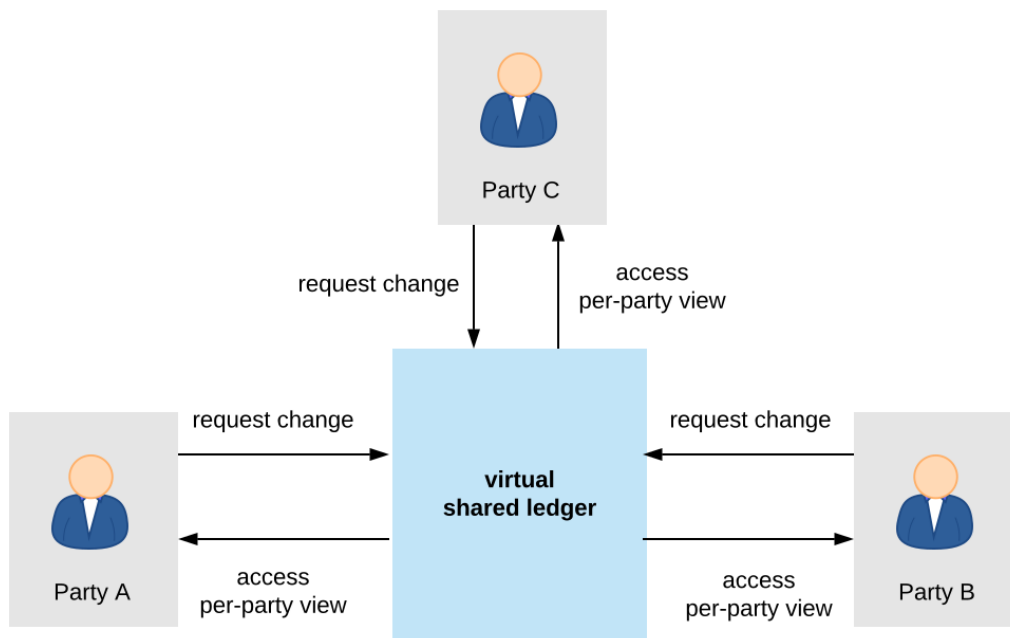 Party C
request change
access
per-party view
request change
request change
virtual
shared ledger
Party A
access
per-party view
access
per-party view
Party B